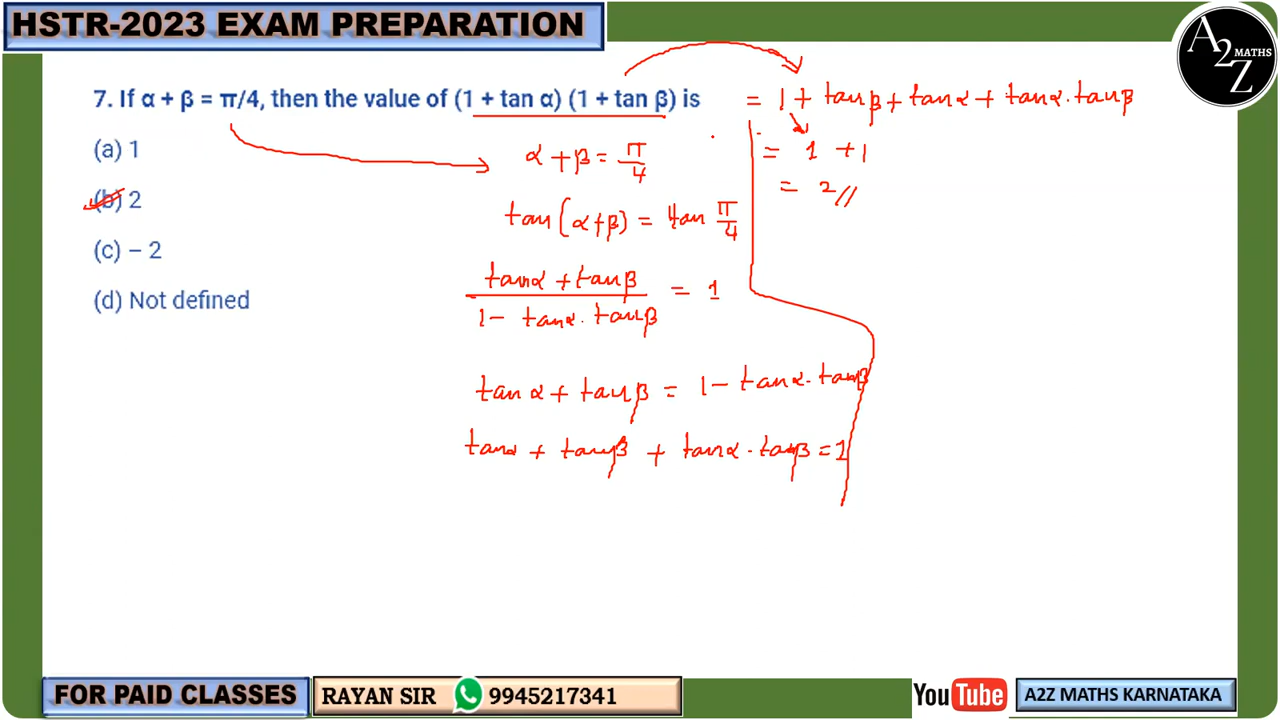 HSTR-2023 EXAM PREPARATION
A2Z MATHS
7. If α + β = π/4, then the value of (1 + tan α) (1 + tan β) is
(a) 1
(b) 2
(c) – 2
(d) Not defined
= 1 + tanβ + tanα + tanα . tanβ
= 1 + 1
= 2 //
α + β = π/4
tan(α+β) = tan π/4
tanα + tanβ
1 - tanα . tanβ
= 1
tan α + tan β = 1 - tanα . tanβ
tanα + tanβ + tanα . tanβ = 1
FOR PAID CLASSES
RAYAN SIR 9945217341
YouTube
A2Z MATHS KARNATAKA